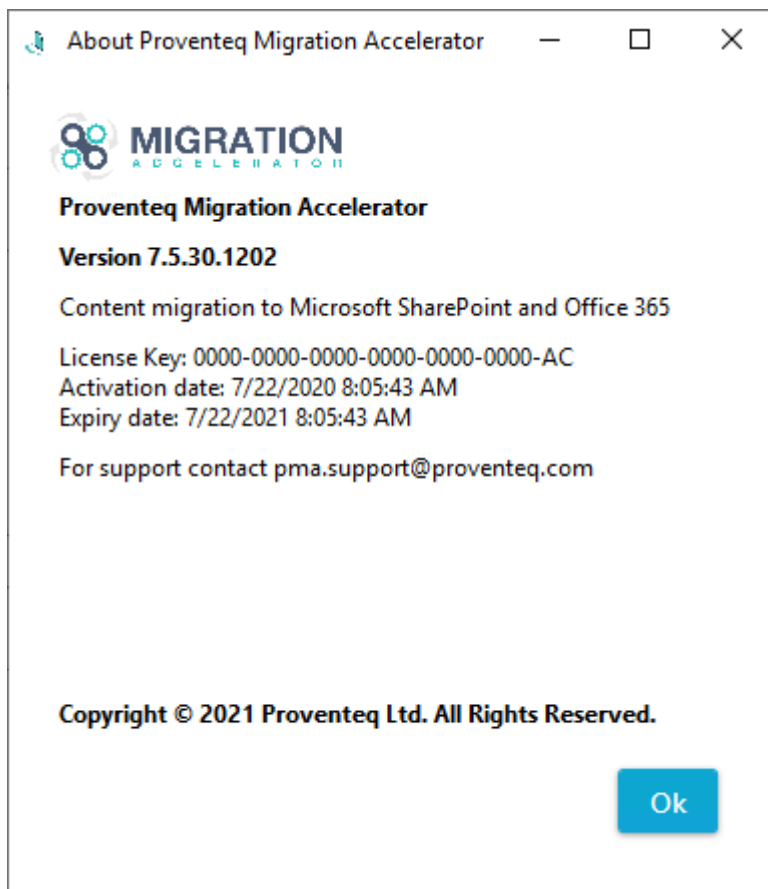 About Proventeq Migration Accelerator
MIGRATION
ACCELERATOR
Proventeq Migration Accelerator
Version 7.5.30.1202
Content migration to Microsoft SharePoint and Office 365
License Key: 0000-0000-0000-0000-0000-0000-AC
Activation date: 7/22/2020 8:05:43 AM
Expiry date: 7/22/2021 8:05:43 AM
For support contact pma.support@proventeq.com
Copyright © 2021 Proventeq Ltd. All Rights Reserved.
Ok